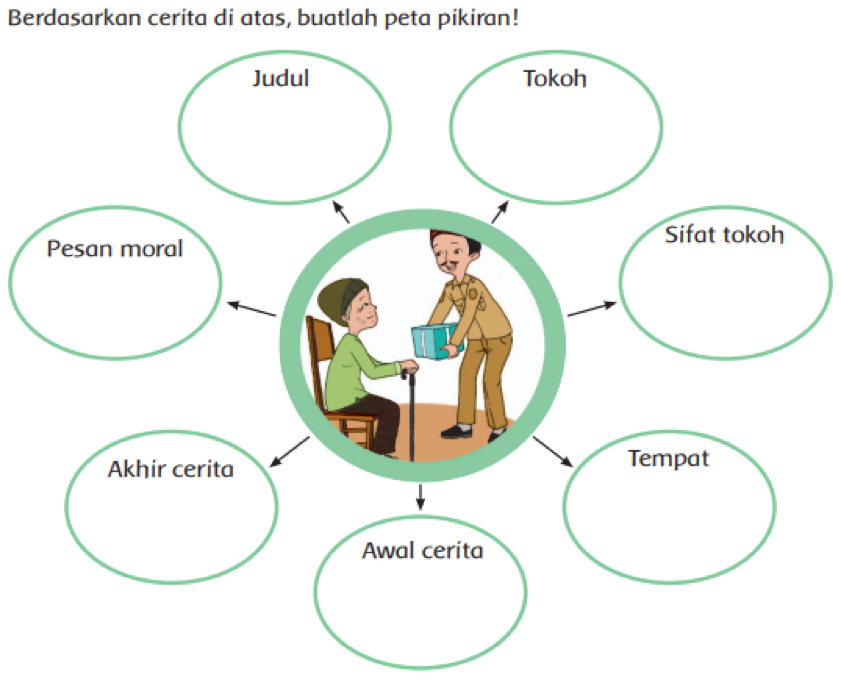 Berdasarkan cerita di atas, buatlah peta pikiran!
Judul
Tokoh
Pesan moral
Sifat tokoh
Akhir cerita
Tempat
Awal cerita